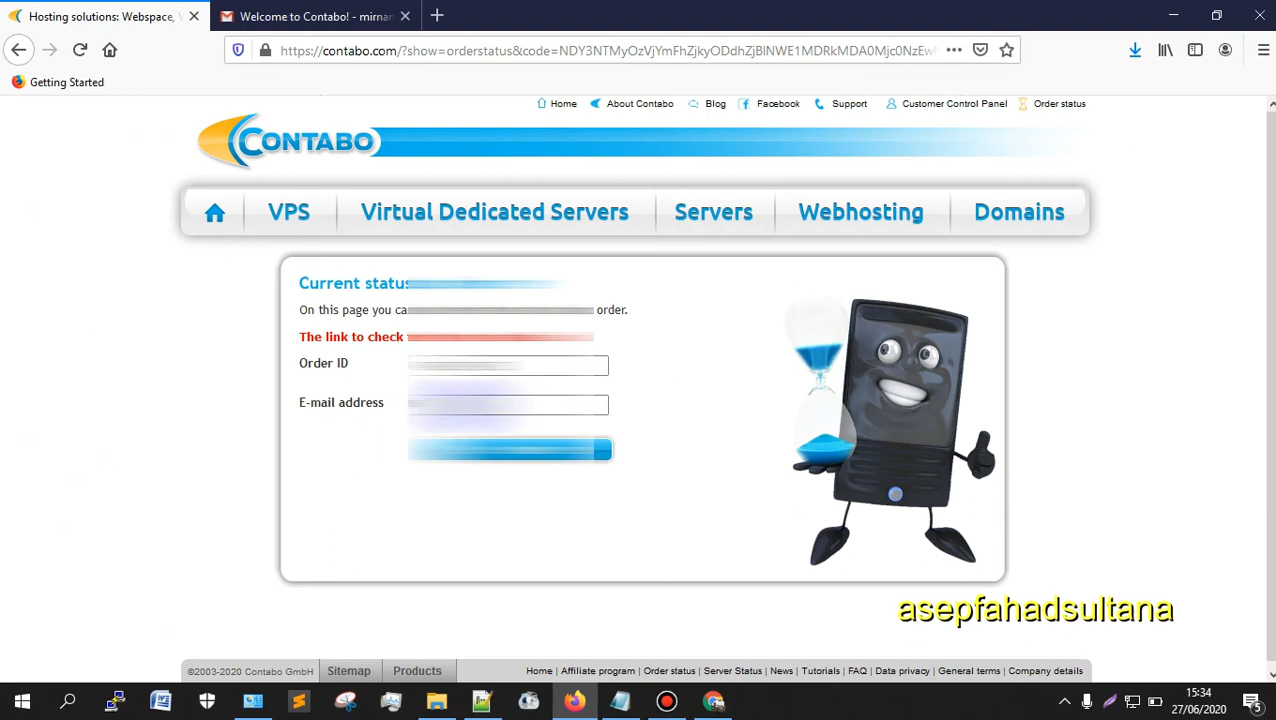 Hosting solutions: Webspace, V
Welcome to Contabo! - mirnan
https://contabo.com/?show=orderstatus&code=
Getting Started
Home About Contabo Blog Facebook Support Customer Control Panel Order status
CONTABO
VPS Virtual Dedicated Servers Servers Webhosting Domains
Current status
On this page you ca order.
The link to check
Order ID
E-mail address
asepfahadsultana
©2003-2020 Contabo GmbH Sitemap Products Home | Affiliate program | Order status | Server Status | News | Tutorials | FAQ | Data privacy | General terms | Company details
15:34
27/06/2020
5